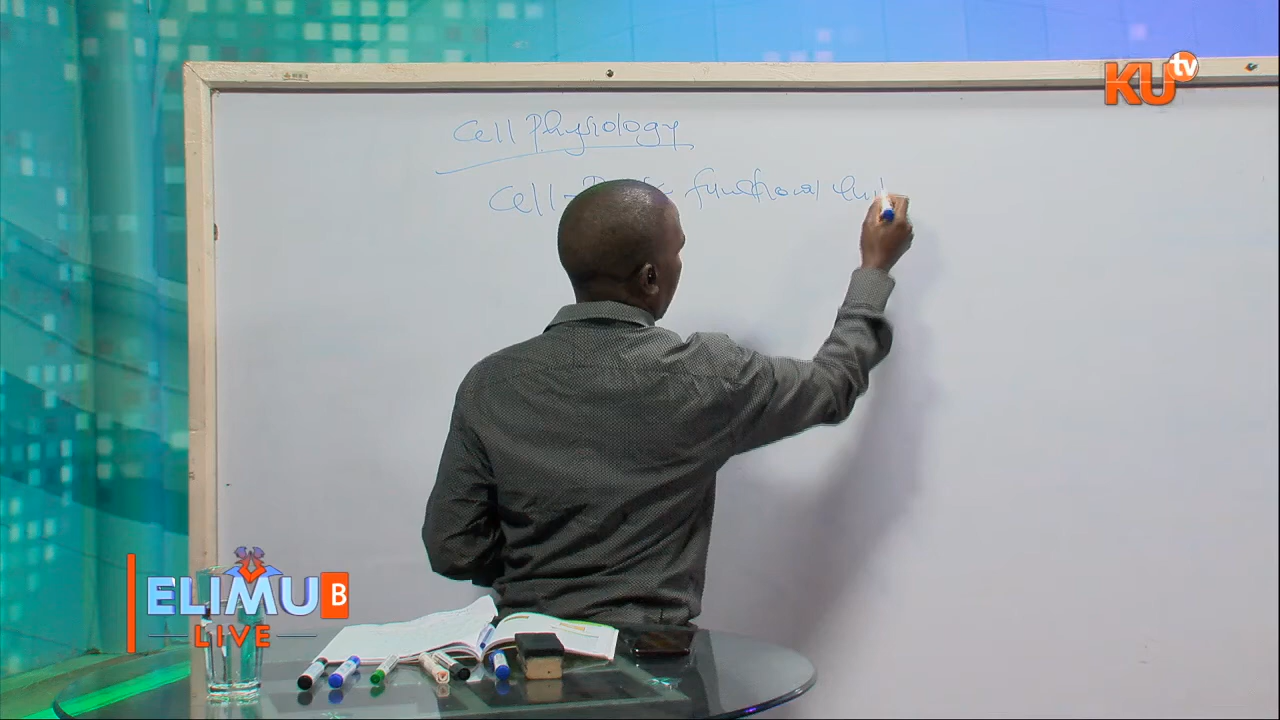 KU tv
Cell Physiology
Cell - functional
ELIMU B
LIVE